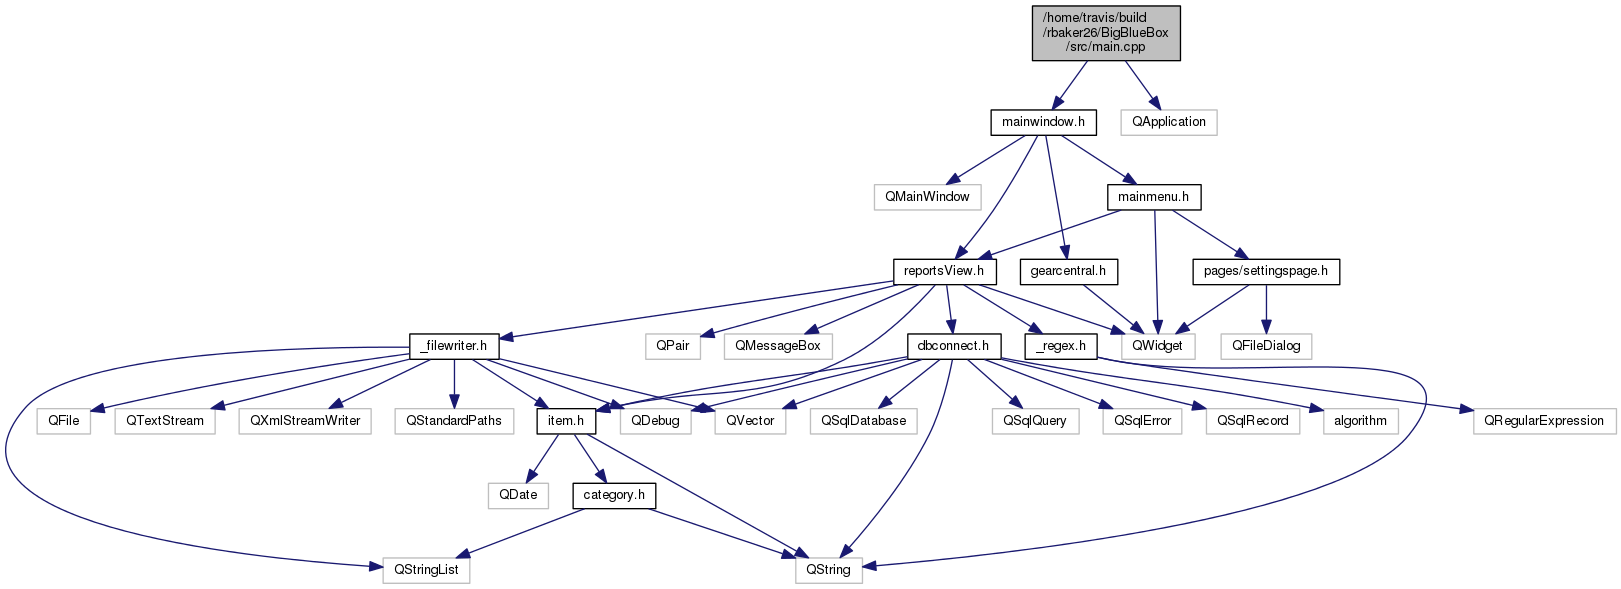 /home/travis/build
/rbaker26/BigBlueBox
/src/main.cpp
mainwindow.h
QApplication
QMainWindow
mainmenu.h
reportsView.h
gearcentral.h
pages/settingspage.h
_filewriter.h
QPair
QMessageBox
dbconnect.h
_regex.h
QWidget
QFileDialog
QFile
QTextStream
QXmlStreamWriter
QStandardPaths
item.h
QDebug
QVector
QSqlDatabase
QSqlQuery
QSqlError
QSqlRecord
algorithm
QRegularExpression
QDate
category.h
QStringList
QString